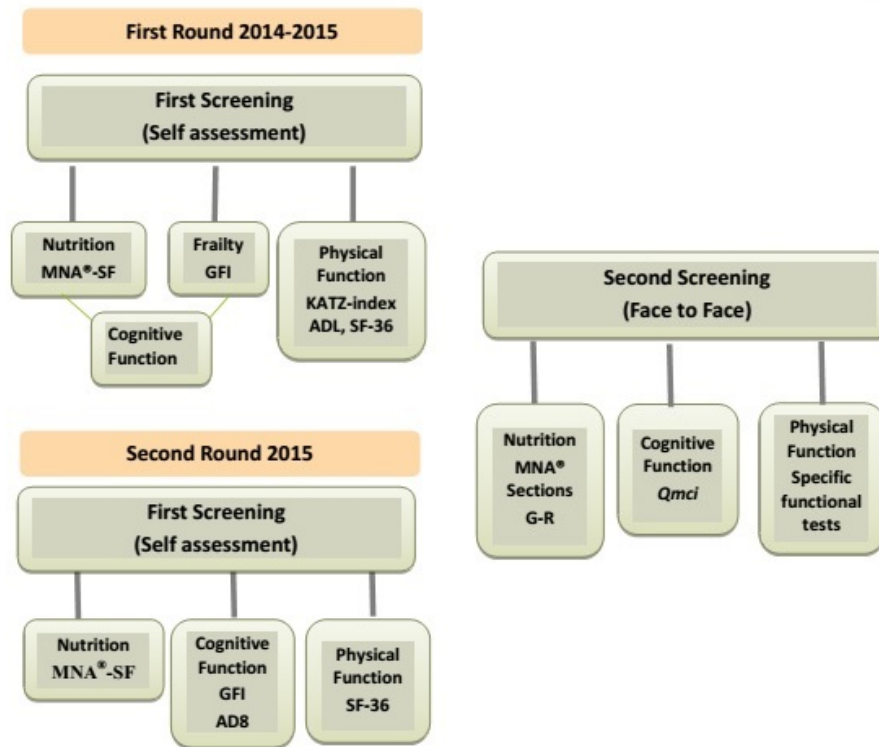 First Round 2014-2015
First Screening
(Self assessment)
Nutrition
MNA®-SF
Frailty
GFI
Physical
Function
KATZ-index
ADL, SF-36
Cognitive
Function
Second Round 2015
First Screening
(Self assessment)
Nutrition
MNA®-SF
Cognitive
Function
GFI
AD8
Physical
Function
SF-36
Second Screening
(Face to Face)
Nutrition
MNA®
Sections
G-R
Cognitive
Function
Qmci
Physical
Function
Specific
functional
tests